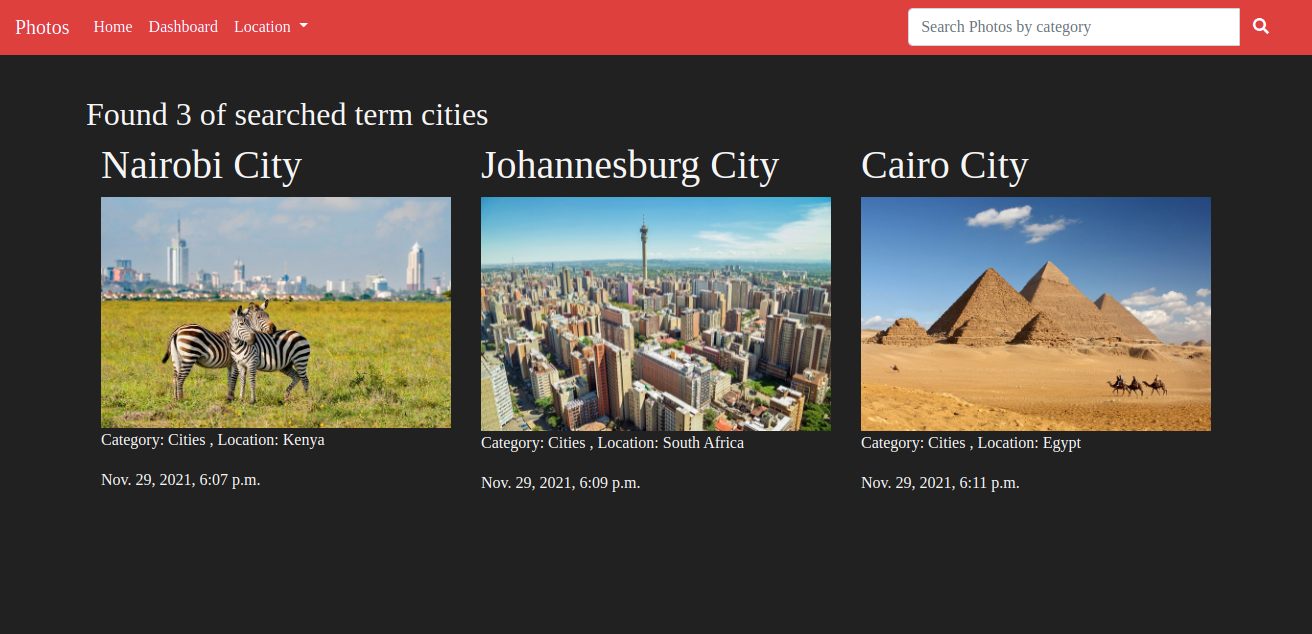 Photos Home Dashboard Location Search Photos by category
Found 3 of searched term cities
Nairobi City
Category: Cities , Location: Kenya
Nov. 29, 2021, 6:07 p.m.
Johannesburg City
Category: Cities , Location: South Africa
Nov. 29, 2021, 6:09 p.m.
Cairo City
Category: Cities , Location: Egypt
Nov. 29, 2021, 6:11 p.m.